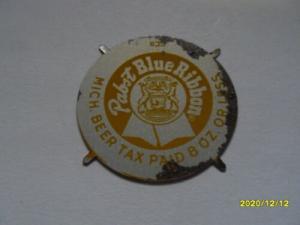 Pabst Blue Ribbon
MICH. BEER TAX PAID 8 OZ. OR LESS
2020/12/12